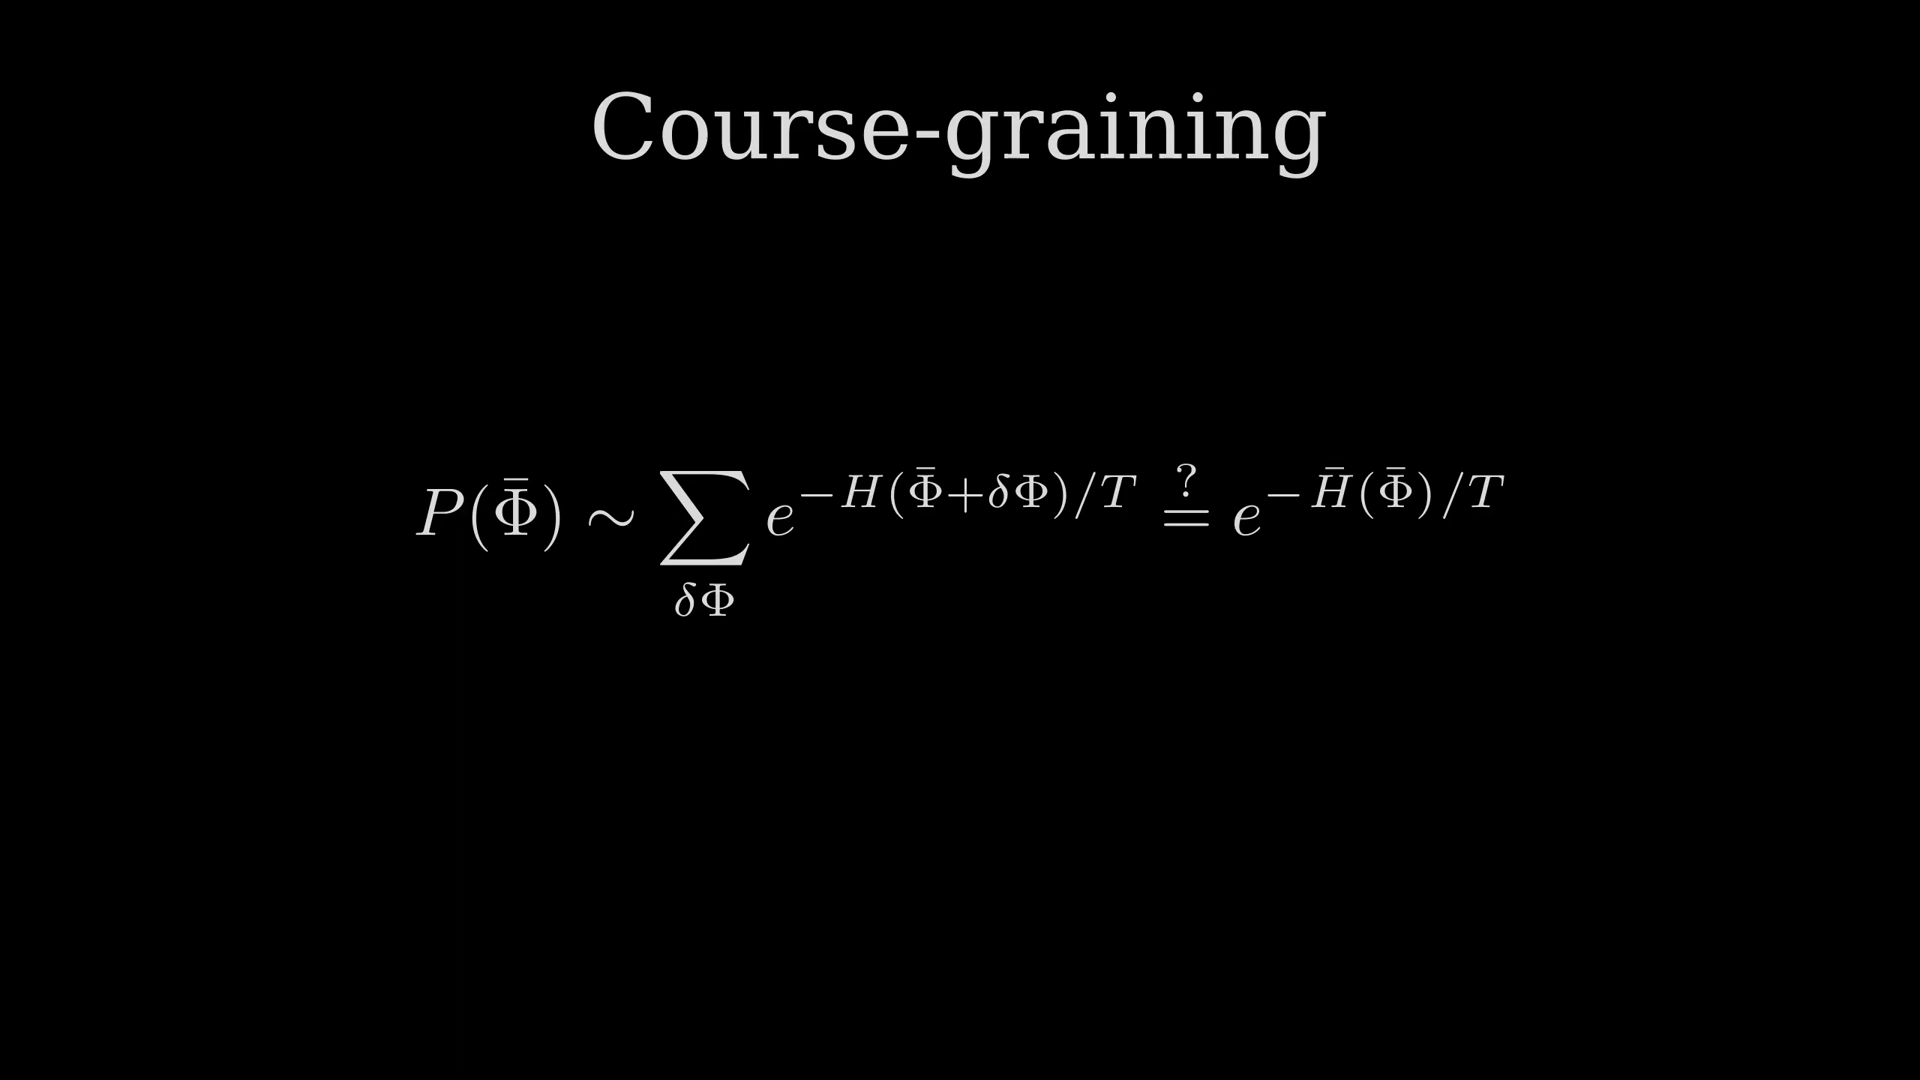 Course-graining
P(Φ̄) ∼ ∑_{δΦ} e^{−H(Φ̄+δΦ)/T} ≟ e^{−H̄(Φ̄)/T}